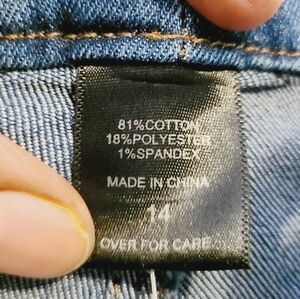 81%COTTON
18%POLYESTER
1%SPANDEX
MADE IN CHINA
14
OVER FOR CARE